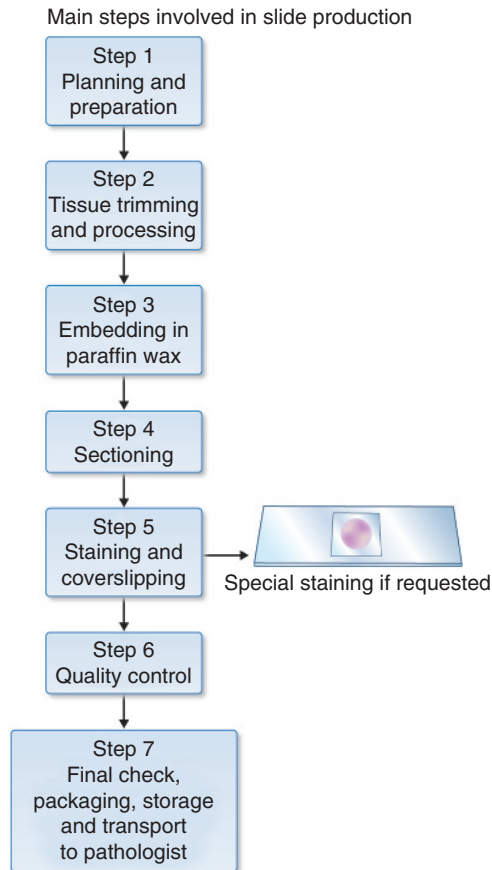 Main steps involved in slide production
Step 1
Planning and
preparation
Step 2
Tissue trimming
and processing
Step 3
Embedding in
paraffin wax
Step 4
Sectioning
Step 5
Staining and
coverslipping
Special staining if requested
Step 6
Quality control
Step 7
Final check,
packaging, storage
and transport
to pathologist